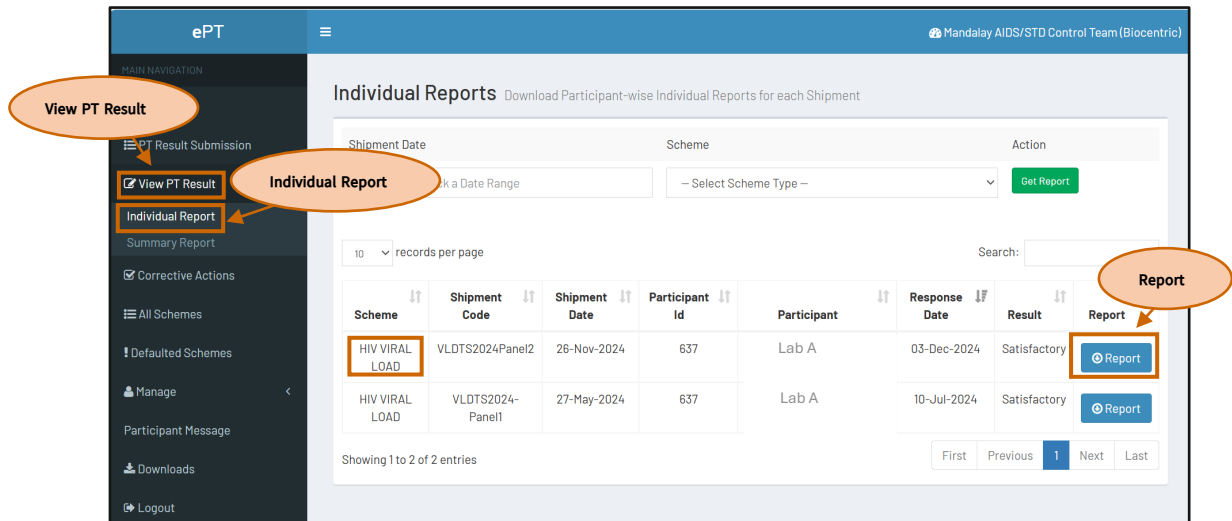 ePT
Mandalay AIDS/STD Control Team (Biocentric)
MAIN NAVIGATION
View PT Result
PT Result Submission
View PT Result
Individual Report
Summary Report
Corrective Actions
All Schemes
Defaulted Schemes
Manage
Participant Message
Downloads
Logout
Individual Reports Download Participant-wise Individual Reports for each Shipment
Shipment Date Scheme Action
Individual Report
a Date Range -- Select Scheme Type -- Get Report
10 records per page Search:
Report
Scheme Shipment Code Shipment Date Participant Id Participant Response Date Result Report
HIV VIRAL LOAD VLDTS2024Panel2 26-Nov-2024 637 Lab A 03-Dec-2024 Satisfactory Report
HIV VIRAL LOAD VLDTS2024-Panel1 27-May-2024 637 Lab A 10-Jul-2024 Satisfactory Report
Showing 1 to 2 of 2 entries First Previous 1 Next Last